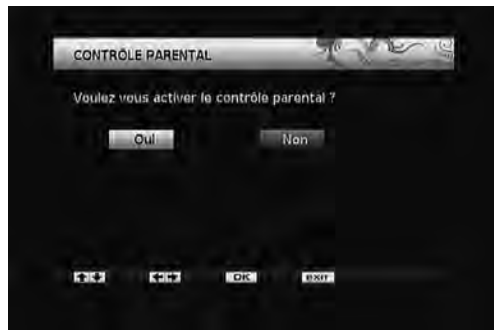 CONTRÔLE PARENTAL
Voulez vous activer le contrôle parental ?
Oui Non
OK exit